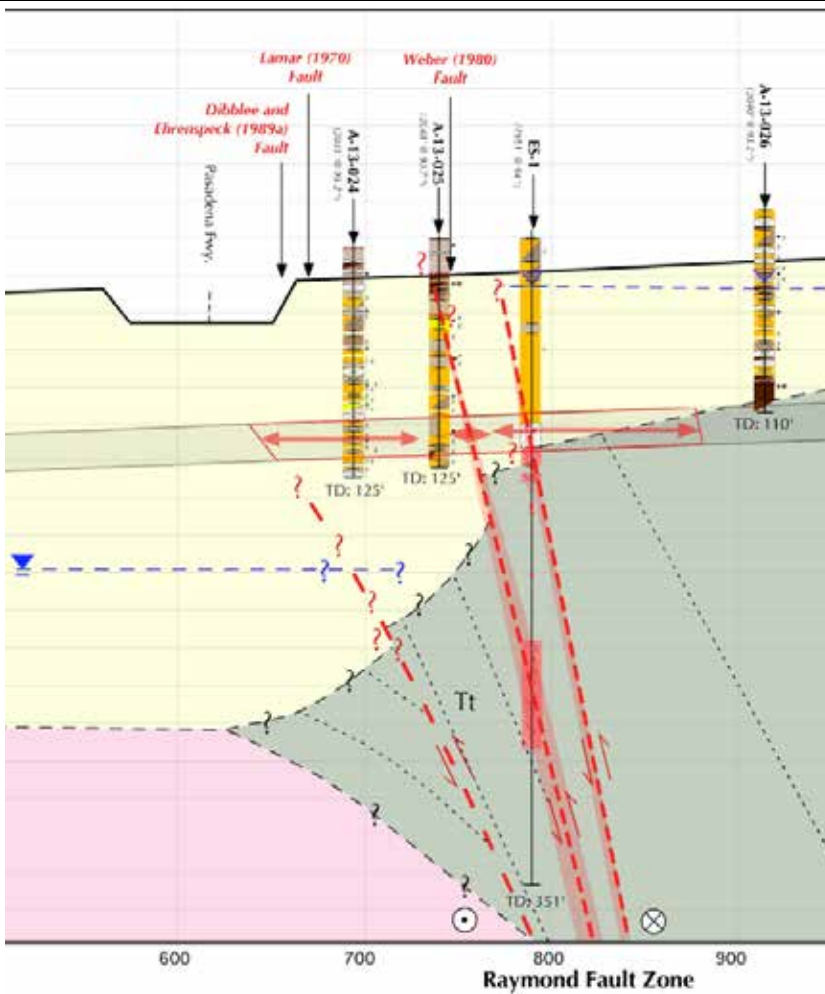 Lamar (1970)
Fault
Weber (1980)
Fault
Dibblee and
Ehrenspeck (1989a)
Fault
Pasadena Fwy.
A-13-024
A-13-025
ES-1
A-13-026
?
?
?
?
TD: 110'
?
?
TD: 125'
TD: 125'
?
?
?
?
?
?
?
?
?
?
?
Tt
?
?
?
TD: 351'
600
700
800
900
Raymond Fault Zone